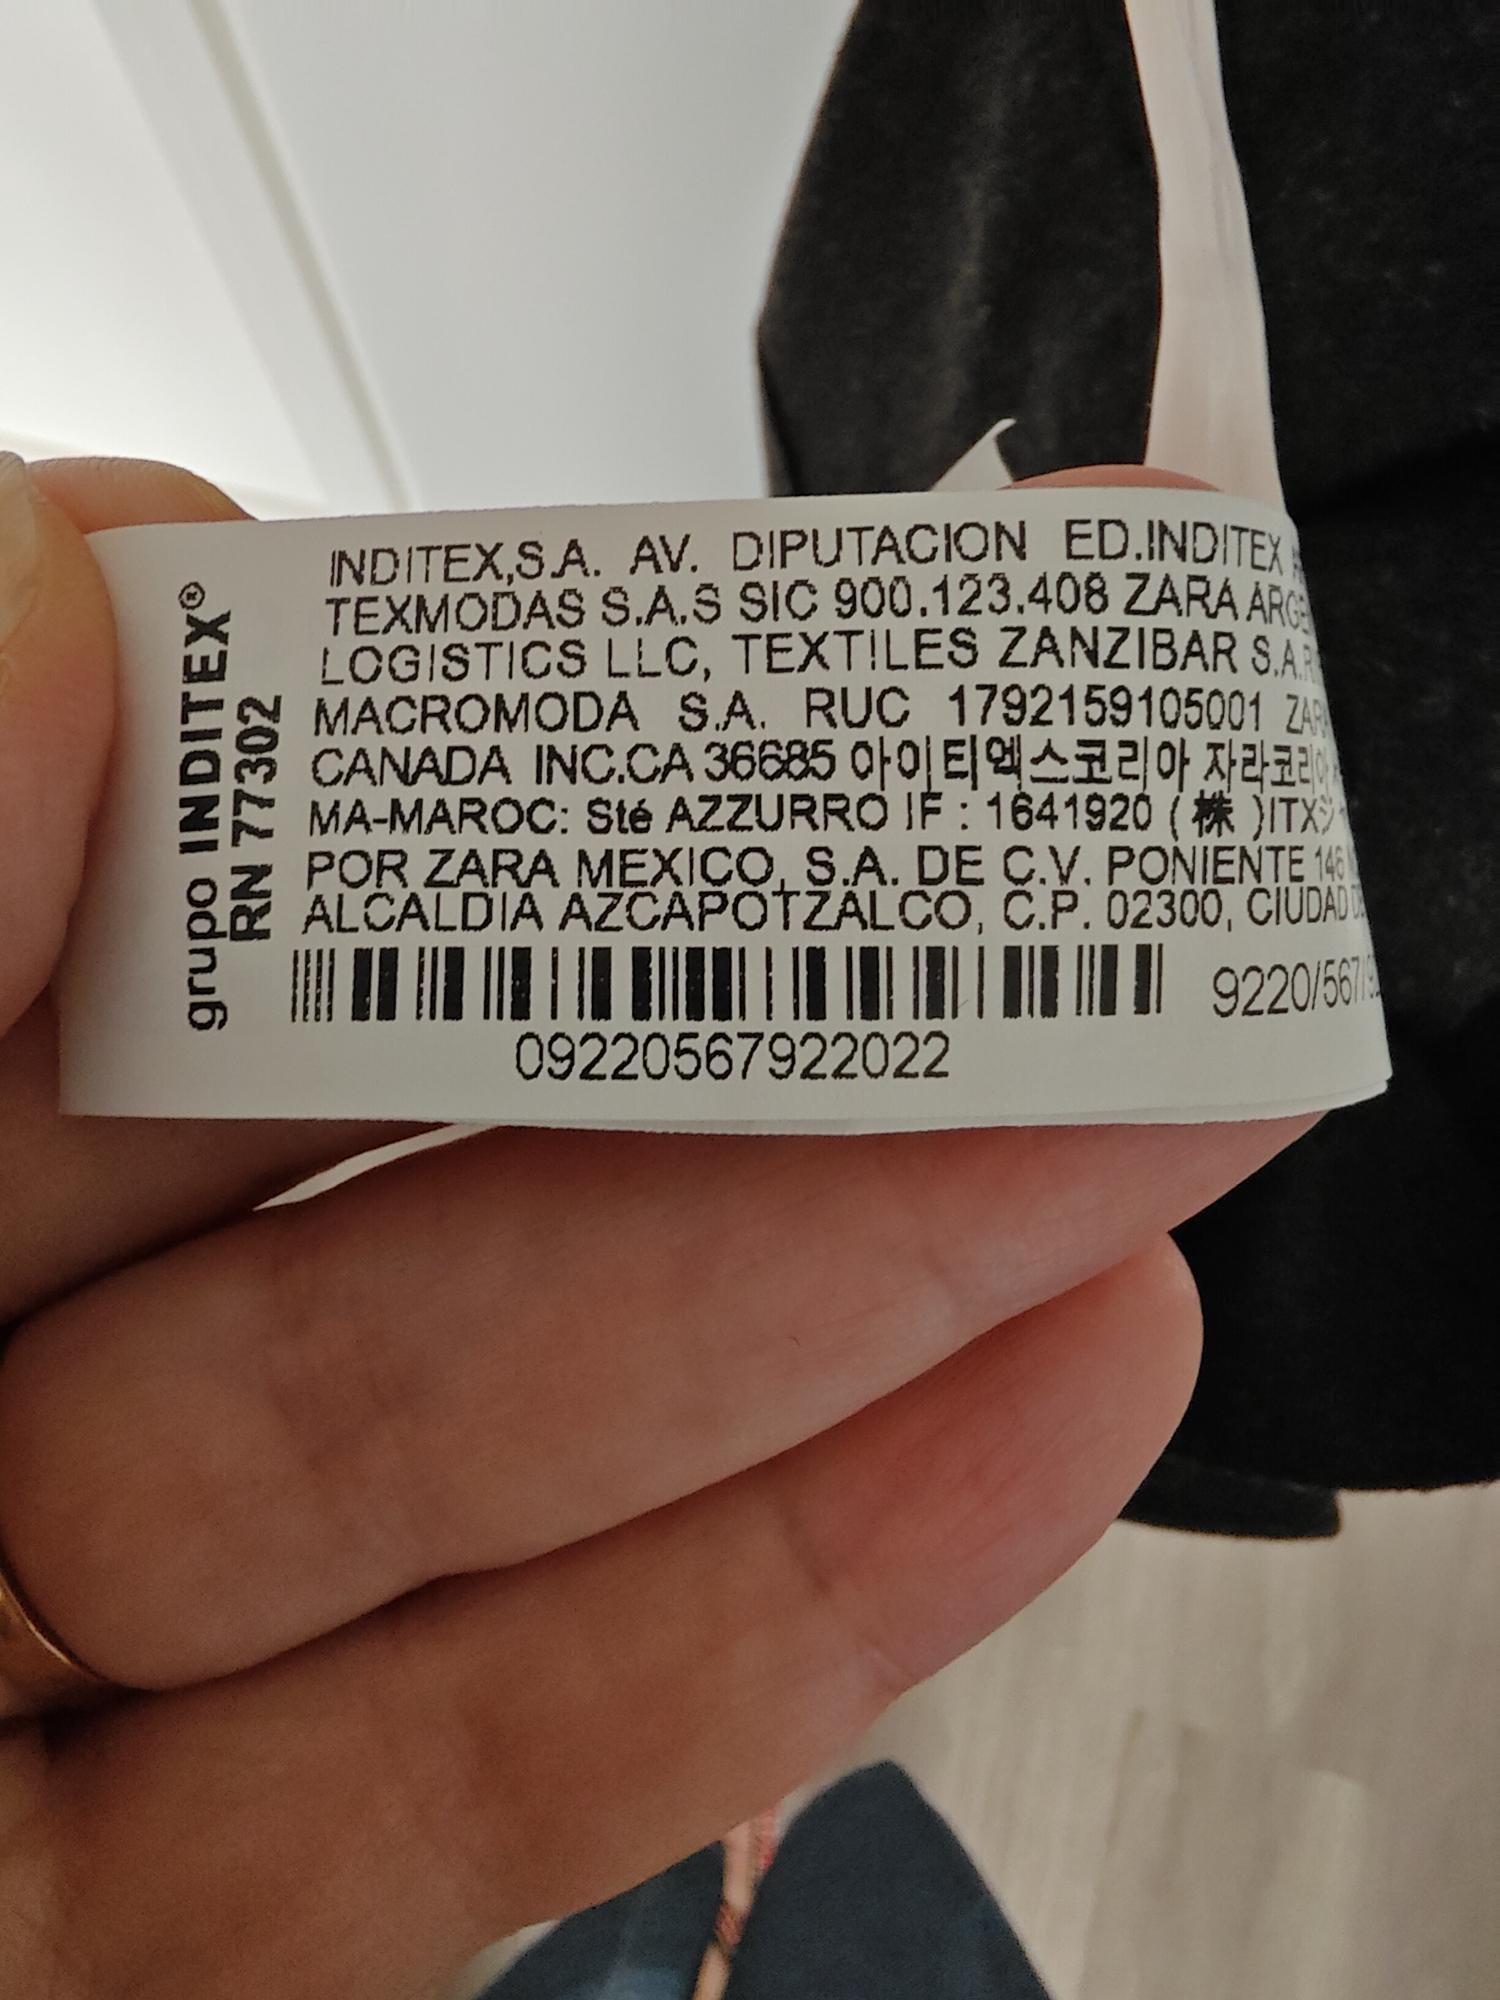 grupo INDITEX®
RN 77302
INDITEX,S.A. AV. DIPUTACION ED.INDITEX
TEXMODAS S.A.S SIC 900.123.408 ZARA
LOGISTICS LLC, TEXTILES ZANZIBAR
MACROMODA S.A. RUC 1792159105001
CANADA INC.CA 36685 아이티엑스코리아
MA-MAROC: Sté AZZURRO IF : 1641920 (株)ITX
POR ZARA MEXICO, S.A. DE C.V. PONIENTE 146
ALCALDIA AZCAPOTZALCO, C.P. 02300, CIUDAD
9220/567/
09220567922022